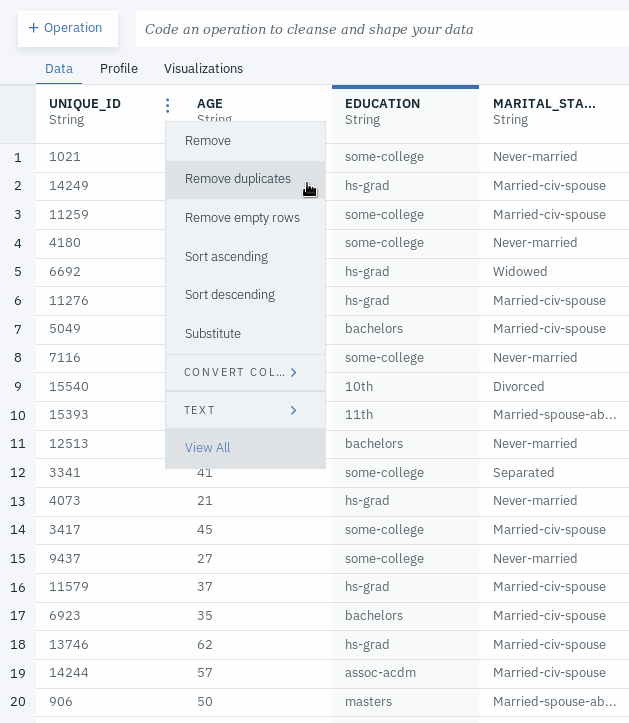 + Operation Code an operation to cleanse and shape your data
Data Profile Visualizations
UNIQUE_ID AGE EDUCATION MARITAL_STA...
String String String String
Remove
Remove duplicates
Remove empty rows
Sort ascending
Sort descending
Substitute
CONVERT COL...
TEXT
View All
1 1021 some-college Never-married
2 14249 hs-grad Married-civ-spouse
3 11259 some-college Married-civ-spouse
4 4180 some-college Never-married
5 6692 hs-grad Widowed
6 11276 hs-grad Married-civ-spouse
7 5049 bachelors Married-civ-spouse
8 7116 some-college Never-married
9 15540 10th Divorced
10 15393 11th Married-spouse-ab...
11 12513 bachelors Never-married
12 3341 41 some-college Separated
13 4073 21 hs-grad Never-married
14 3417 45 some-college Married-civ-spouse
15 9437 27 some-college Never-married
16 11579 37 hs-grad Married-civ-spouse
17 6923 35 bachelors Married-civ-spouse
18 13746 62 hs-grad Married-civ-spouse
19 14244 57 assoc-acdm Married-civ-spouse
20 906 50 masters Married-spouse-ab...